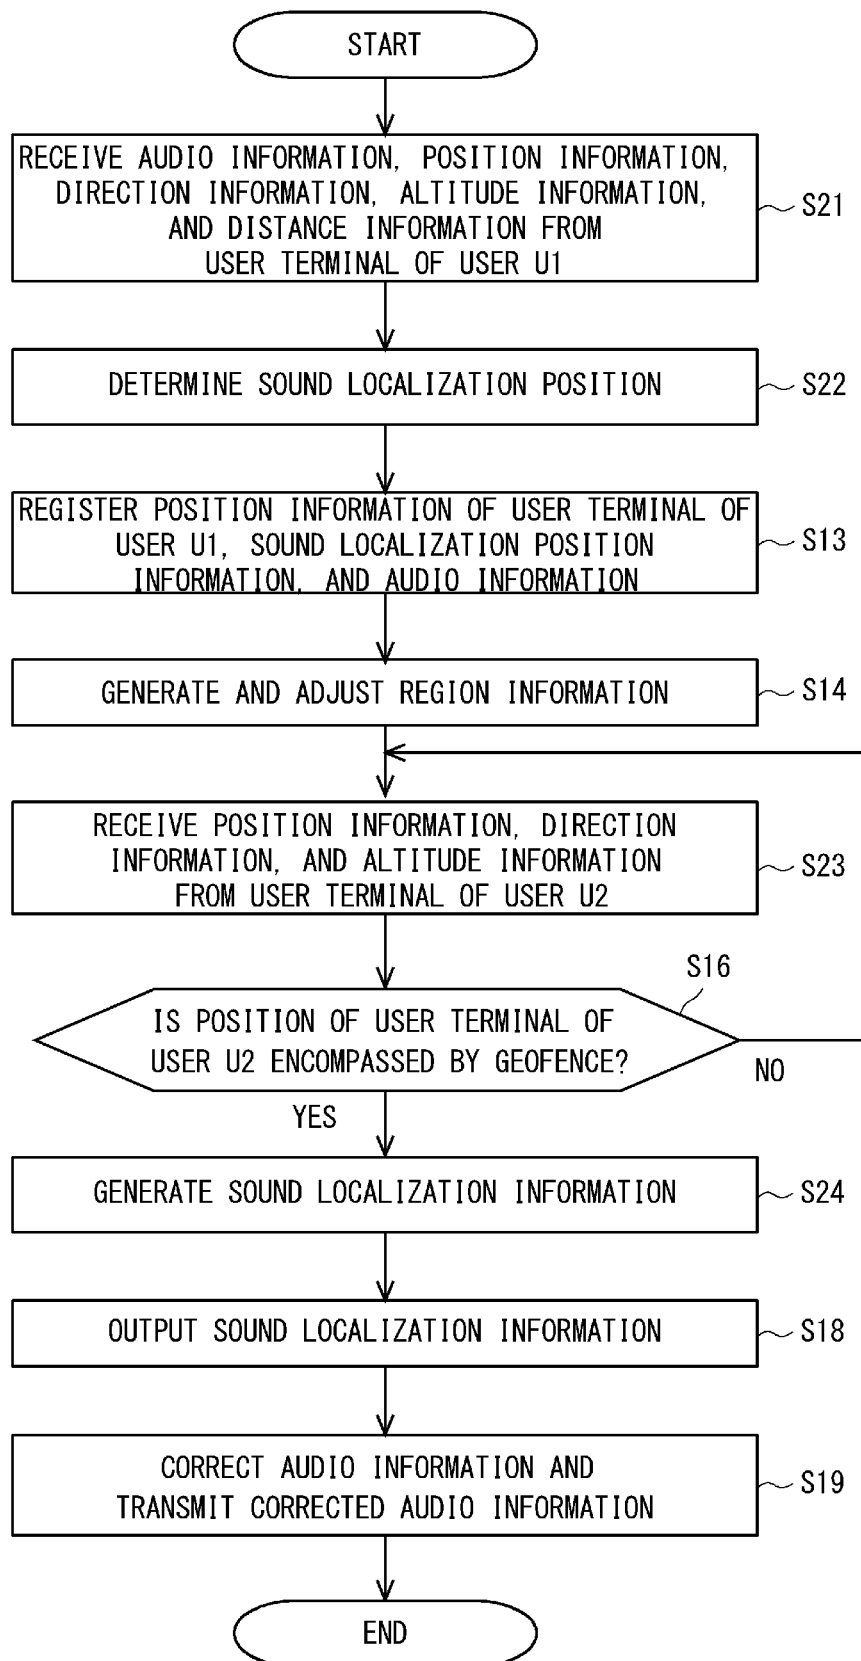 START
RECEIVE AUDIO INFORMATION, POSITION INFORMATION,
DIRECTION INFORMATION, ALTITUDE INFORMATION,
AND DISTANCE INFORMATION FROM
USER TERMINAL OF USER U1
S21
DETERMINE SOUND LOCALIZATION POSITION
S22
REGISTER POSITION INFORMATION OF USER TERMINAL OF
USER U1, SOUND LOCALIZATION POSITION
INFORMATION, AND AUDIO INFORMATION
S13
GENERATE AND ADJUST REGION INFORMATION
S14
RECEIVE POSITION INFORMATION, DIRECTION
INFORMATION, AND ALTITUDE INFORMATION
FROM USER TERMINAL OF USER U2
S23
S16
IS POSITION OF USER TERMINAL OF
USER U2 ENCOMPASSED BY GEOFENCE?
NO
YES
GENERATE SOUND LOCALIZATION INFORMATION
S24
OUTPUT SOUND LOCALIZATION INFORMATION
S18
CORRECT AUDIO INFORMATION AND
TRANSMIT CORRECTED AUDIO INFORMATION
S19
END